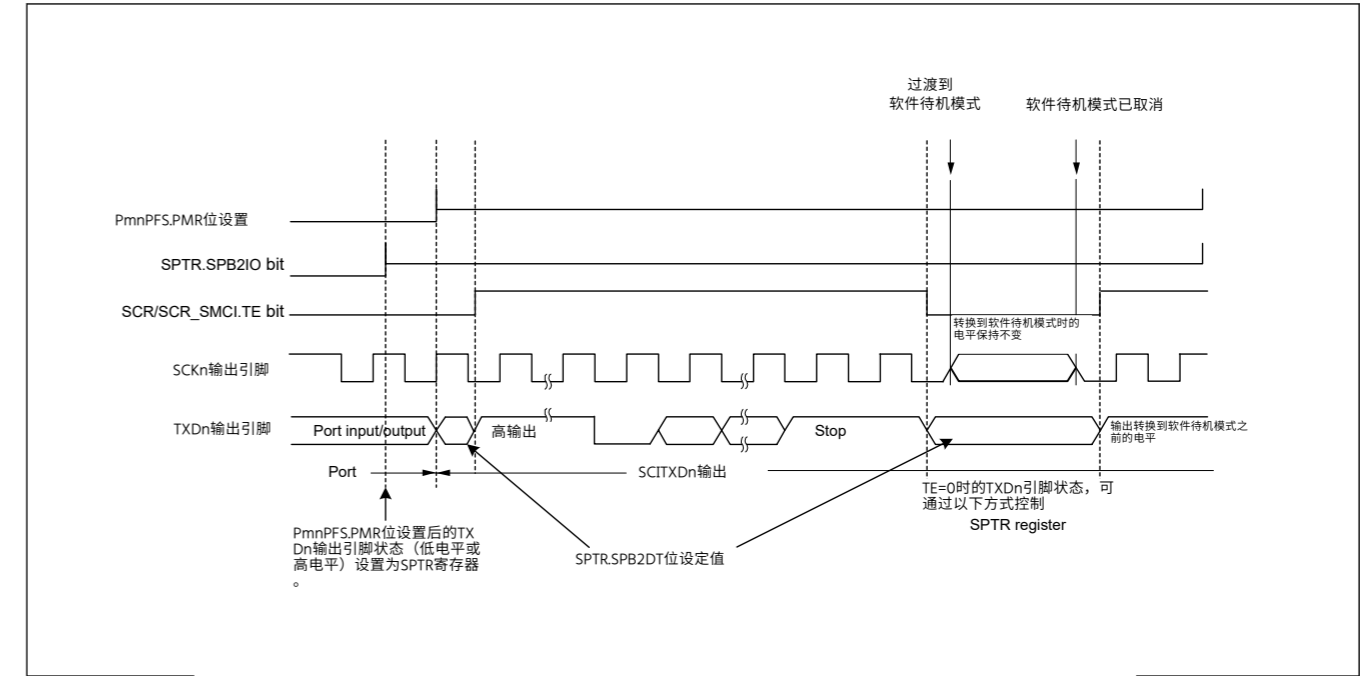 过渡到
软件待机模式
软件待机模式已取消
PmnPFS.PMR位设置
SPTR.SPB2IO bit
SCR/SCR_SMCI.TE bit
转换到软件待机模式时的
电平保持不变
SCKn输出引脚
TXDn输出引脚
Port input/output
高输出
Stop
输出转换到软件待机模式之
前的电平
Port
SCITXDn输出
TE=0时的TXDn引脚状态，可
通过以下方式控制
SPTR register
PmnPFS.PMR位设置后的TX
Dn输出引脚状态（低电平或
高电平）设置为SPTR寄存器
。
SPTR.SPB2DT位设定值